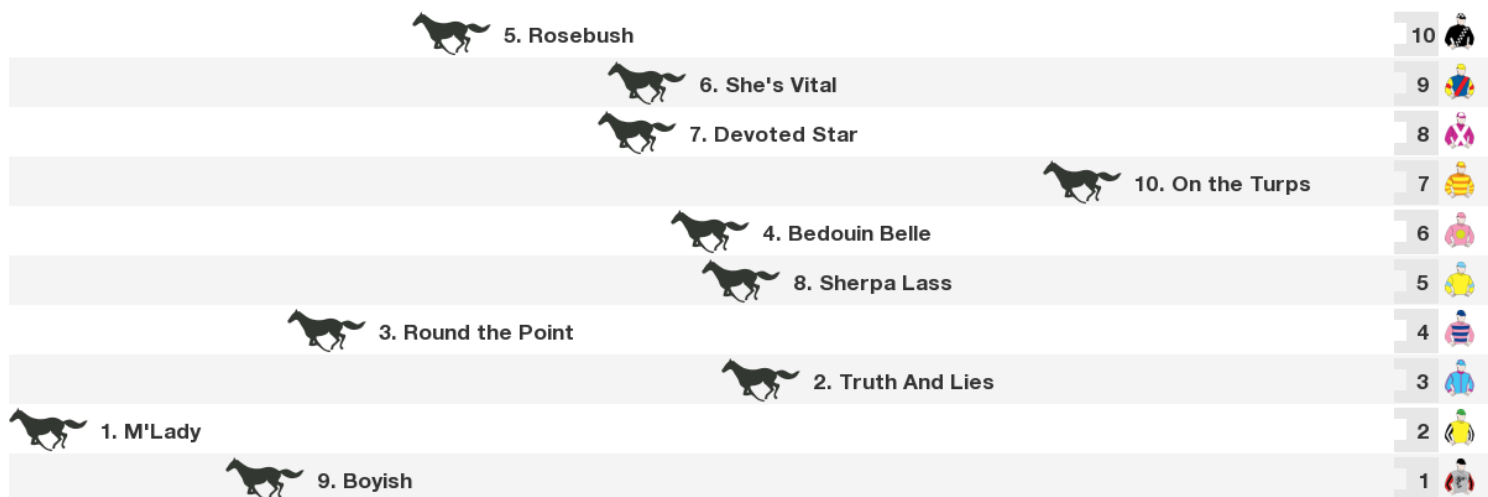 5. Rosebush 10
6. She's Vital 9
7. Devoted Star 8
10. On the Turps 7
4. Bedouin Belle 6
8. Sherpa Lass 5
3. Round the Point 4
2. Truth And Lies 3
1. M'Lady 2
9. Boyish 1